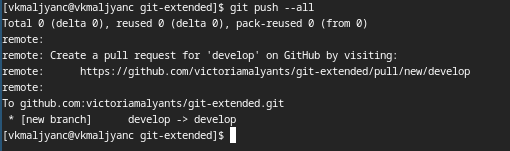 [vkmaljyanc@vkmaljyanc git-extended]$ git push --all
Total 0 (delta 0), reused 0 (delta 0), pack-reused 0 (from 0)
remote:
remote: Create a pull request for 'develop' on GitHub by visiting:
remote:      https://github.com/victoriamalyants/git-extended/pull/new/develop
remote:
To github.com:victoriamalyants/git-extended.git
 * [new branch]      develop -> develop
[vkmaljyanc@vkmaljyanc git-extended]$